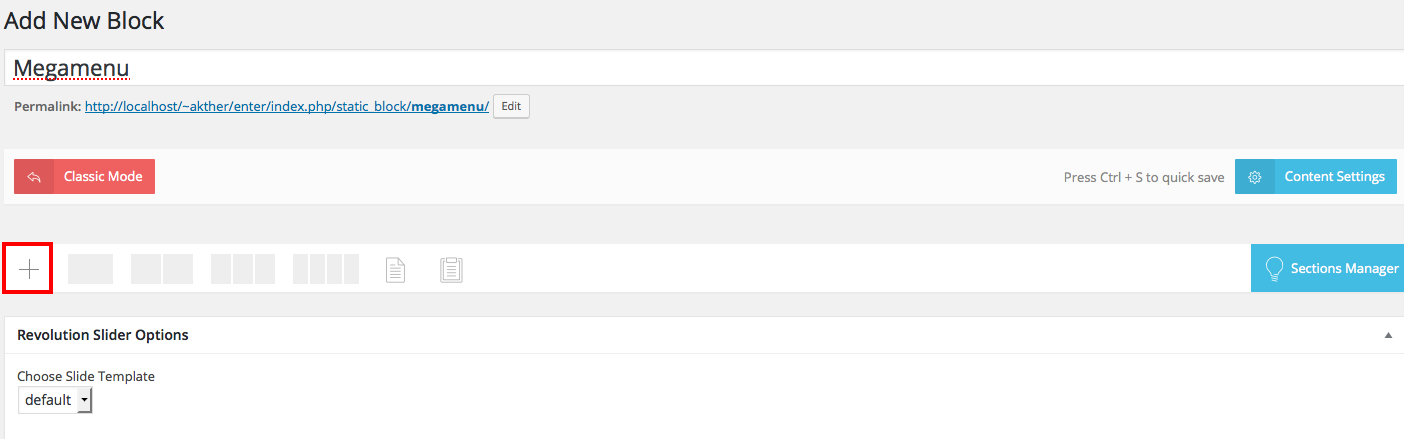 Add New Block
Megamenu
Permalink: http://localhost/~akther/enter/index.php/static_block/megamenu/ Edit
Classic Mode Press Ctrl + S to quick save Content Settings
Sections Manager
Revolution Slider Options
Choose Slide Template
default